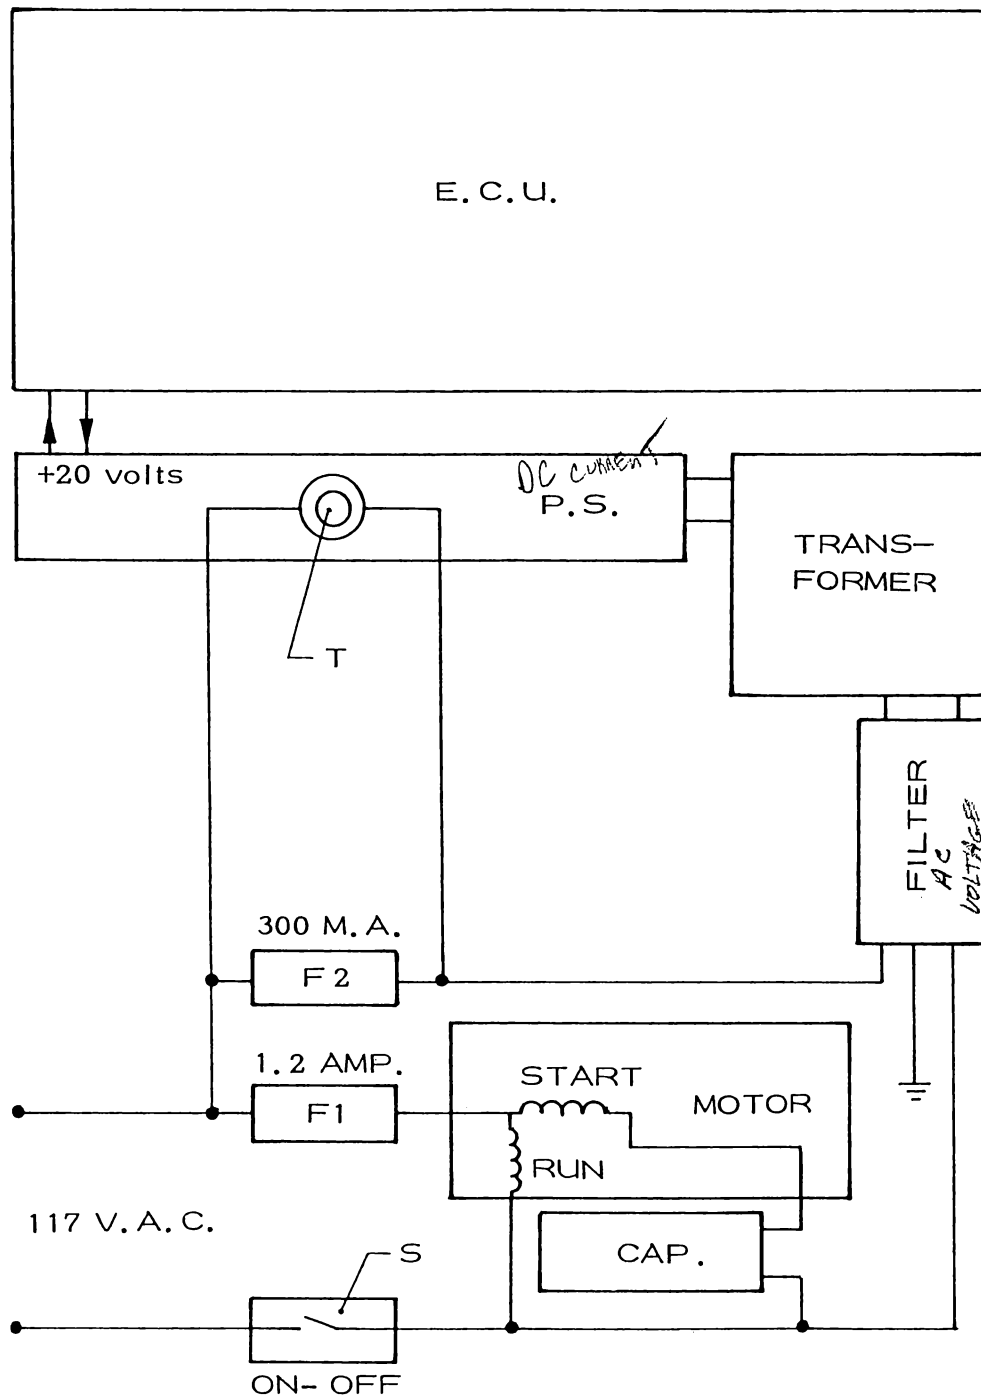 E.C.U.
+20 volts
DC CURRENT
P.S.
TRANS-
FORMER
T
FILTER
AC
VOLTAGE
300 M.A.
F2
1.2 AMP.
F1
START
MOTOR
RUN
117 V.A.C.
S
CAP.
ON-OFF